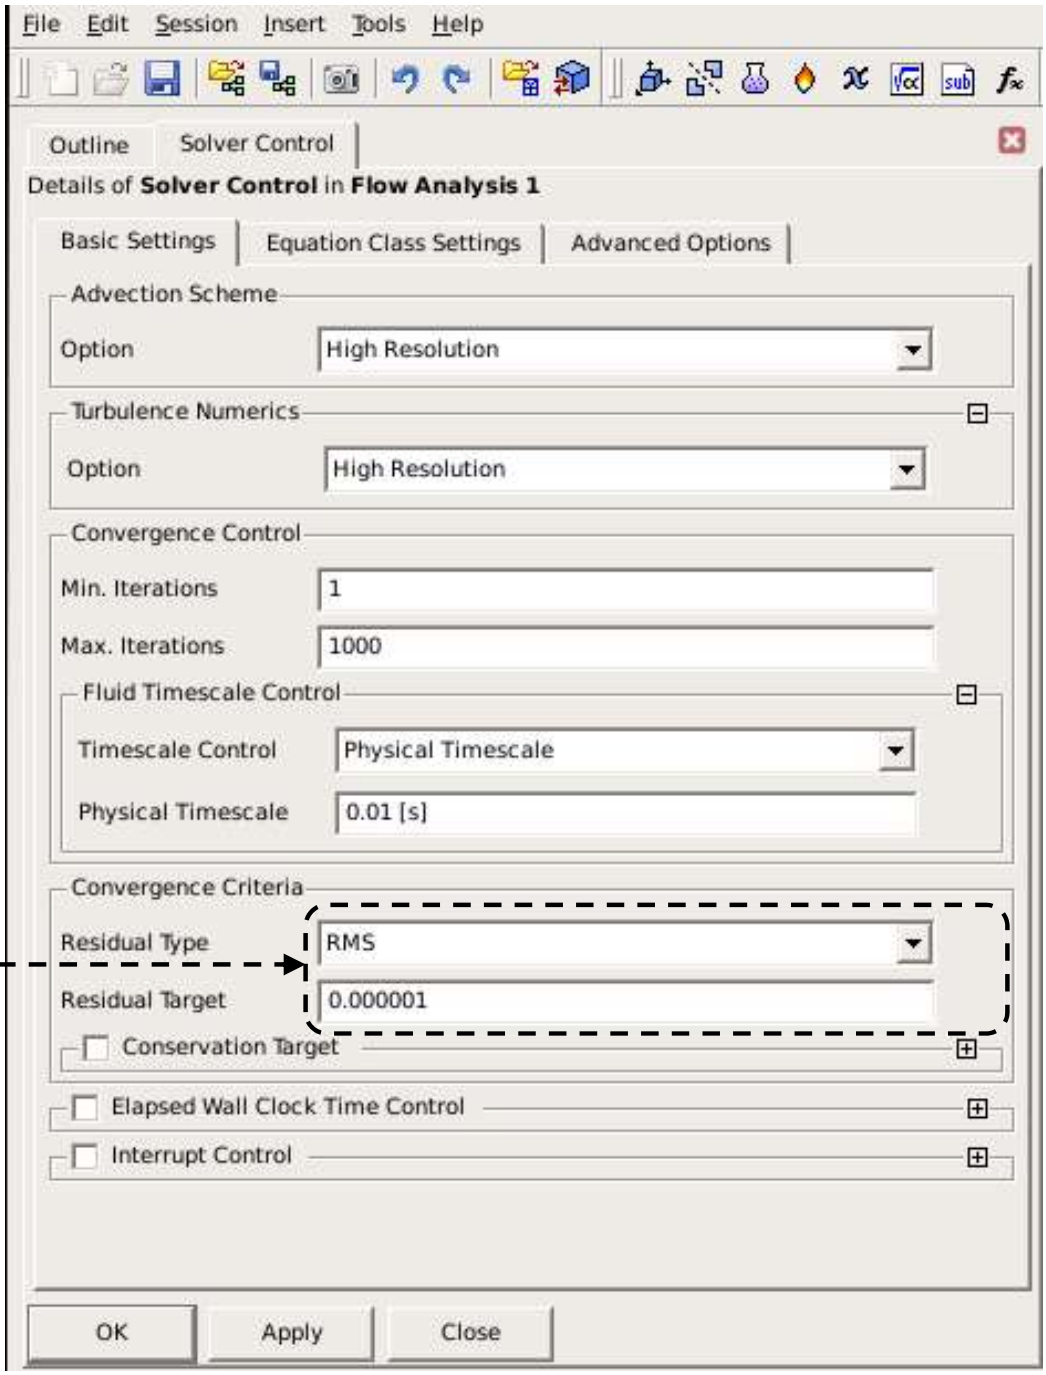 File Edit Session Insert Tools Help
√α sub f𝑥
Outline Solver Control
Details of Solver Control in Flow Analysis 1
Basic Settings Equation Class Settings Advanced Options
Advection Scheme
Option High Resolution
Turbulence Numerics
Option High Resolution
Convergence Control
Min. Iterations 1
Max. Iterations 1000
Fluid Timescale Control
Timescale Control Physical Timescale
Physical Timescale 0.01 [s]
Convergence Criteria
Residual Type RMS
Residual Target 0.000001
Conservation Target
Elapsed Wall Clock Time Control
Interrupt Control
OK Apply Close